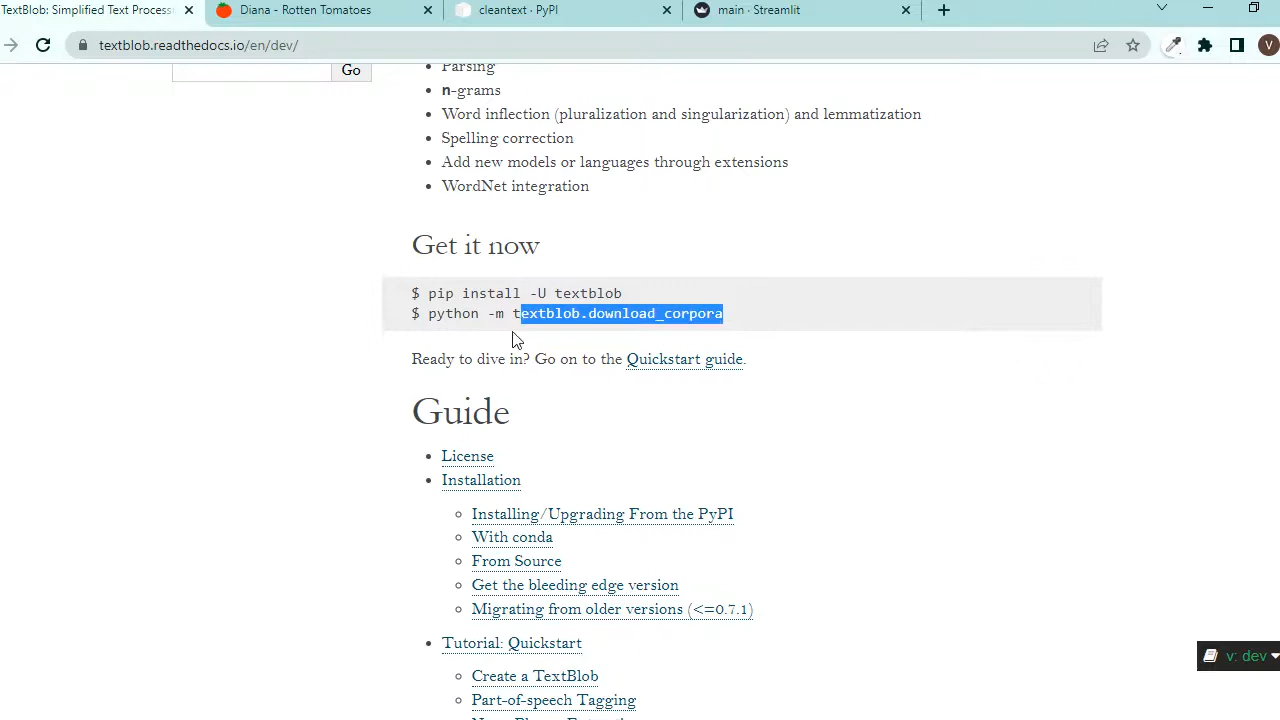 TextBlob: Simplified Text Process
Diana - Rotten Tomatoes
cleantext · PyPI
main · Streamlit
textblob.readthedocs.io/en/dev/
V
Go
Parsing
n-grams
Word inflection (pluralization and singularization) and lemmatization
Spelling correction
Add new models or languages through extensions
WordNet integration
Get it now
$ pip install -U textblob
$ python -m textblob.download_corpora
Ready to dive in? Go on to the Quickstart guide.
Guide
License
Installation
Installing/Upgrading From the PyPI
With conda
From Source
Get the bleeding edge version
Migrating from older versions (<=0.7.1)
v: dev
Tutorial: Quickstart
Create a TextBlob
Part-of-speech Tagging